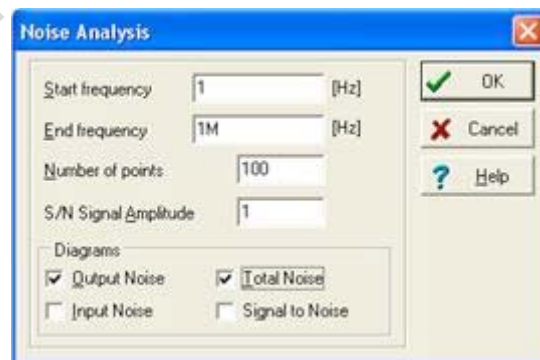 Noise Analysis
Start frequency 1 [Hz]
End frequency 1M [Hz]
Number of points 100
S/N Signal Amplitude 1
Diagrams
Output Noise Total Noise
Input Noise Signal to Noise
OK
Cancel
? Help